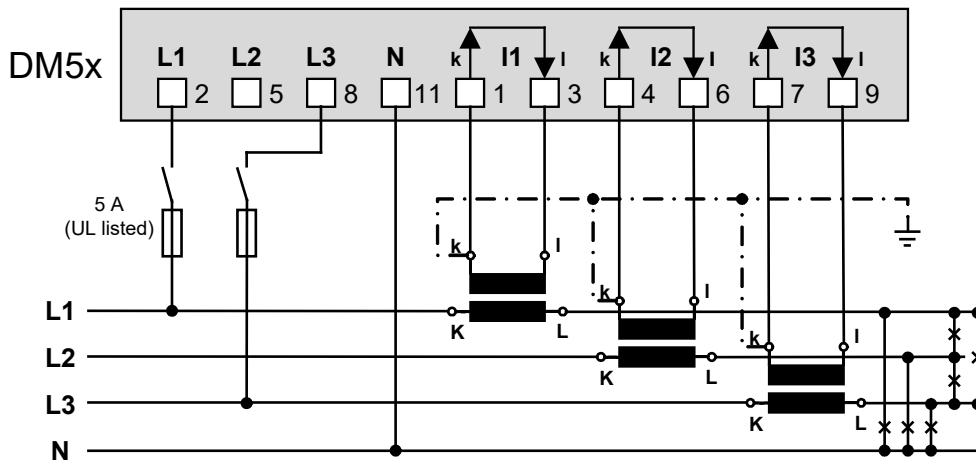 DM5x
L1 L2 L3 N k I1 l k I2 l k I3 l
2 5 8 11 1 3 4 6 7 9
5 A
(UL listed)
k l
L1 K L k l
L2 K L k l
L3 K L
N